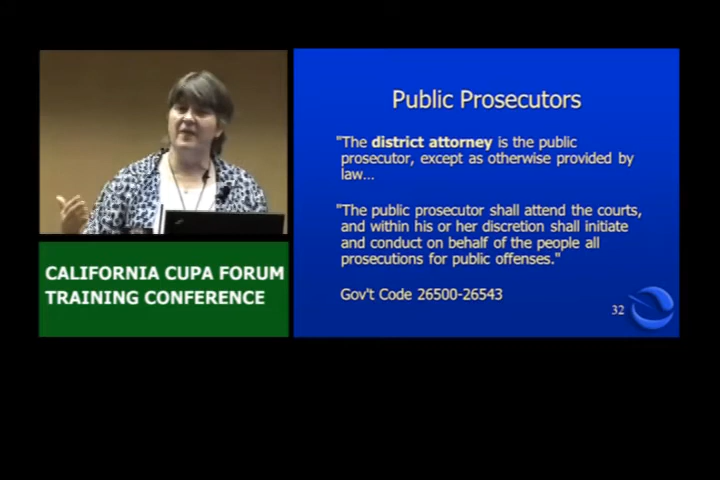 Public Prosecutors
"The district attorney is the public
prosecutor, except as otherwise provided by
law…
"The public prosecutor shall attend the courts,
and within his or her discretion shall initiate
and conduct on behalf of the people all
prosecutions for public offenses."
Gov't Code 26500-26543
32
CALIFORNIA CUPA FORUM
TRAINING CONFERENCE